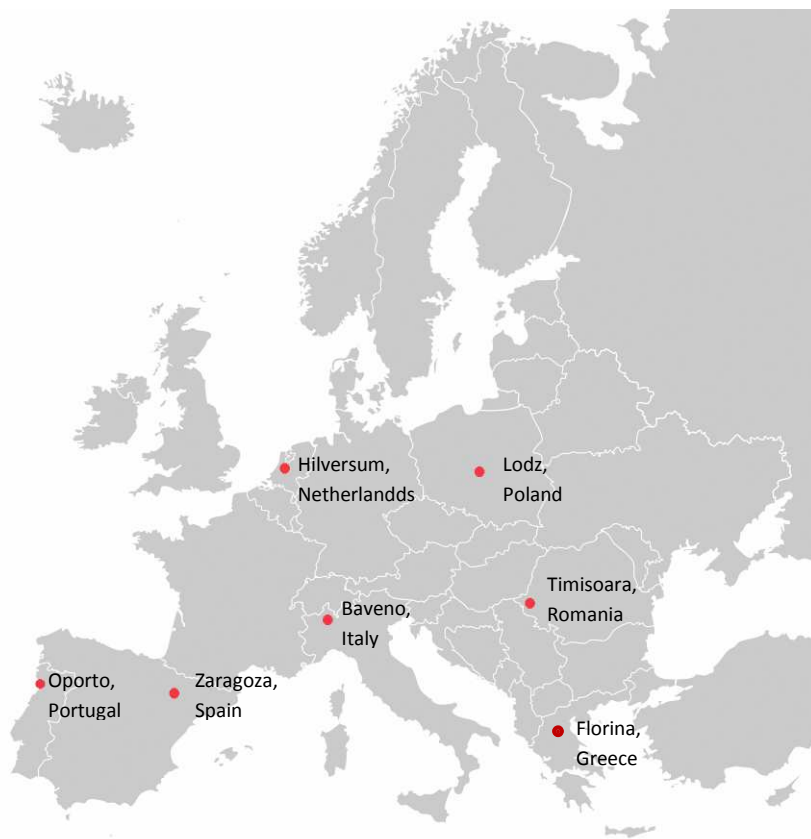 Hilversum,
Netherlandds
Lodz,
Poland
Timisoara,
Romania
Baveno,
Italy
Oporto,
Portugal
Zaragoza,
Spain
Florina,
Greece